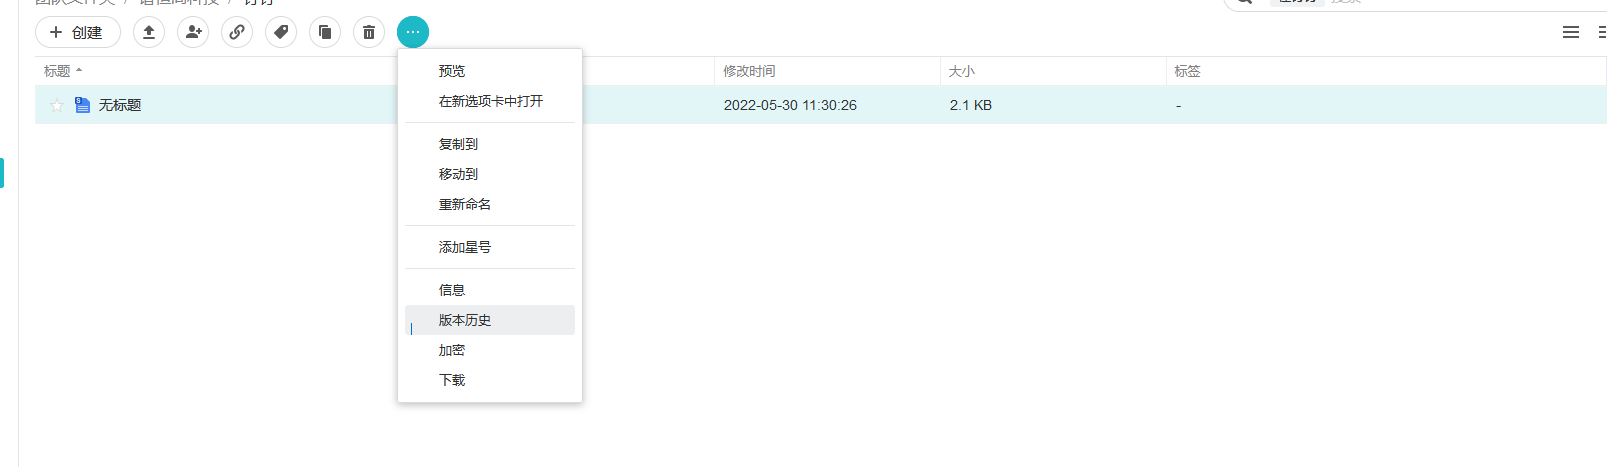 创建
标题
修改时间
大小
标签
无标题
2022-05-30 11:30:26
2.1 KB
-
预览
在新选项卡中打开
复制到
移动到
重新命名
添加星号
信息
版本历史
加密
下载